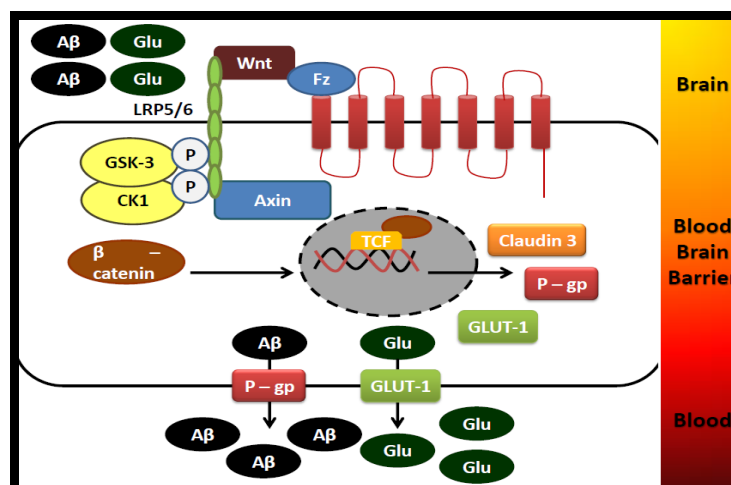 Aβ Glu
Aβ Glu
Wnt
Fz
Brain
LRP5/6
GSK-3 P
CK1 P
Axin
β –
catenin
TCF
Claudin 3
P – gp
GLUT-1
Blood
Brain
Barrier
Aβ Glu
P – gp GLUT-1
Aβ Aβ Glu Glu
Aβ Glu
Blood